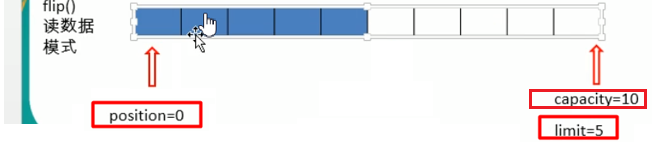 flip()
读数据
模式
position=0
capacity=10
limit=5